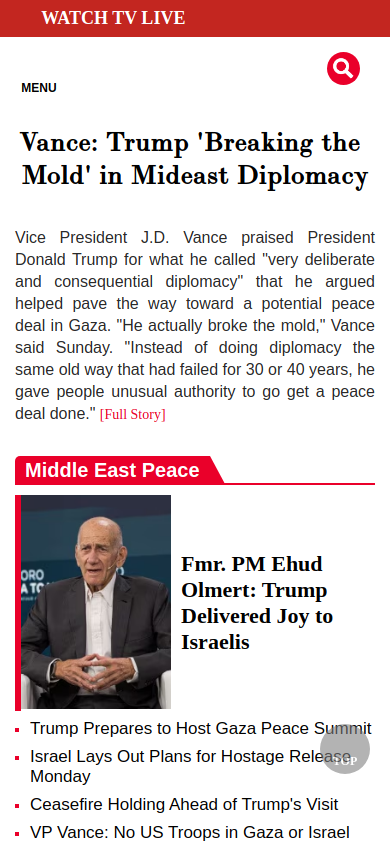 WATCH TV LIVE
MENU
Vance: Trump 'Breaking the
Mold' in Mideast Diplomacy
Vice President J.D. Vance praised President
Donald Trump for what he called "very deliberate
and consequential diplomacy" that he argued
helped pave the way toward a potential peace
deal in Gaza. "He actually broke the mold," Vance
said Sunday. "Instead of doing diplomacy the
same old way that had failed for 30 or 40 years, he
gave people unusual authority to go get a peace
deal done." [Full Story]
Middle East Peace
ORO
A TO
Fmr. PM Ehud
Olmert: Trump
Delivered Joy to
Israelis
Trump Prepares to Host Gaza Peace Summit
Israel Lays Out Plans for Hostage Release
Monday
TOP
Ceasefire Holding Ahead of Trump's Visit
VP Vance: No US Troops in Gaza or Israel